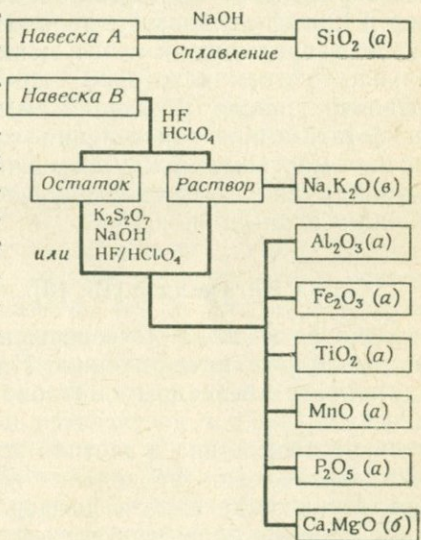 NaOH
Навеска А
SiO₂ (а)
Сплавление
Навеска В
HF
HClO₄
Остаток
Раствор
Na,K₂O(в)
K₂S₂O₇
NaOH
или
HF/HClO₄
Al₂O₃(а)
Fe₂O₃ (а)
TiO₂ (а)
MnO (а)
P₂O₅ (а)
Ca,MgO (б)